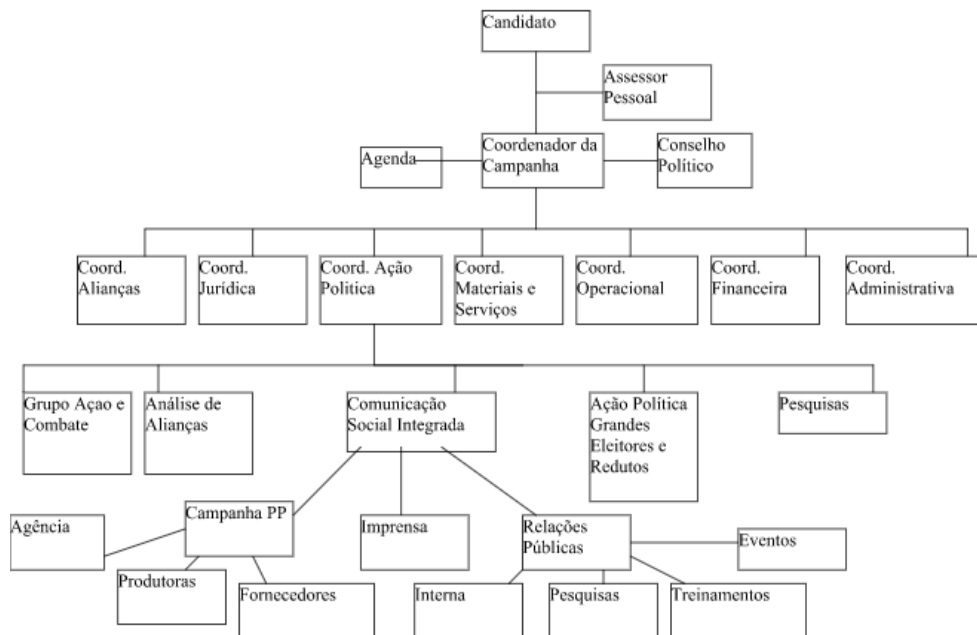 Candidato
Assessor
Pessoal
Agenda
Coordenador da
Campanha
Conselho
Político
Coord.
Alianças
Coord.
Jurídica
Coord. Ação
Politica
Coord.
Materiais e
Serviços
Coord.
Operacional
Coord.
Financeira
Coord.
Administrativa
Grupo Açao e
Combate
Análise de
Alianças
Comunicação
Social Integrada
Ação Política
Grandes
Eleitores e
Redutos
Pesquisas
Agência
Campanha PP
Imprensa
Relações
Públicas
Eventos
Produtoras
Fornecedores
Interna
Pesquisas
Treinamentos